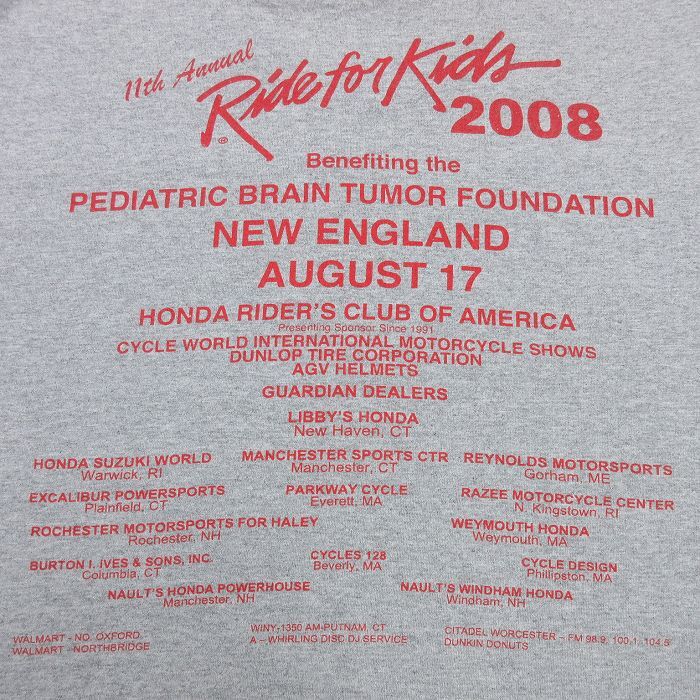 11th Annual
Ride for Kids
®
2008
Benefiting the
PEDIATRIC BRAIN TUMOR FOUNDATION
NEW ENGLAND
AUGUST 17
HONDA RIDER'S CLUB OF AMERICA
Presenting Sponsor Since 1991
CYCLE WORLD INTERNATIONAL MOTORCYCLE SHOWS
DUNLOP TIRE CORPORATION
AGV HELMETS
GUARDIAN DEALERS
LIBBY'S HONDA
New Haven, CT
HONDA SUZUKI WORLD
Warwick, RI
MANCHESTER SPORTS CTR
Manchester, CT
REYNOLDS MOTORSPORTS
Gorham, ME
EXCALIBUR POWERSPORTS
Plainfield, CT
PARKWAY CYCLE
Everett, MA
RAZEE MOTORCYCLE CENTER
N. Kingstown, RI
ROCHESTER MOTORSPORTS FOR HALEY
Rochester, NH
WEYMOUTH HONDA
Weymouth, MA
BURTON I. IVES & SONS, INC.
Columbia, CT
CYCLES 128
Beverly, MA
CYCLE DESIGN
Phillipston, MA
NAULT'S HONDA POWERHOUSE
Manchester, NH
NAULT'S WINDHAM HONDA
Windham, NH
WALMART - NO. OXFORD
WALMART - NORTHBRIDGE
WINY-1350 AM-PUTNAM, CT
A – WHIRLING DISC DJ SERVICE
CITADEL WORCESTER – FM 98.9, 100.1, 104.5
DUNKIN DONUTS